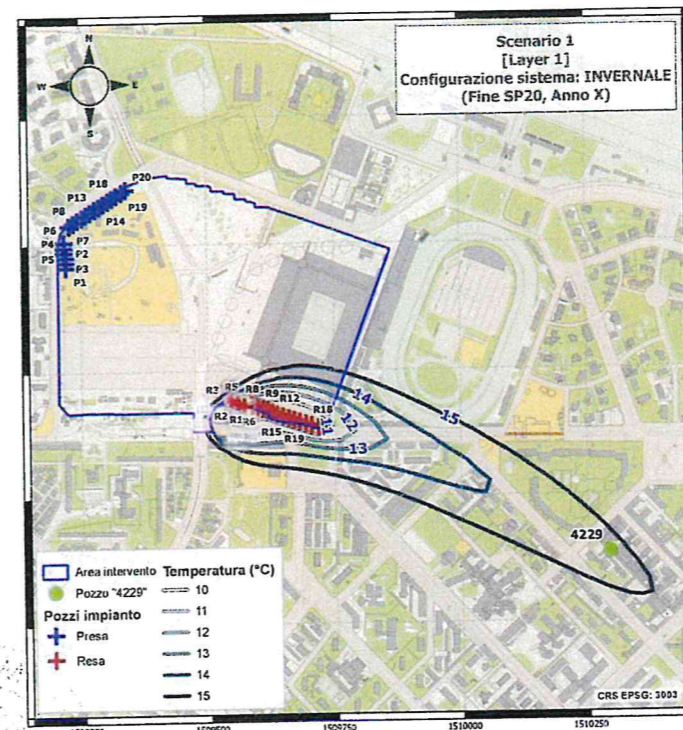 Scenario 1
[Layer 1]
Configurazione sistema: INVERNALE
(Fine SP20, Anno X)
N
W
E
S
P20
P18
P13
P19
P8
P14
P6
P7
P4
P2
P5
P3
P1
R3
R5
R8
R9
R12
R18
R2
R1
R6
R15
R19
11
12
13
14
15
4229
Area intervento
Pozzo "4229"
Pozzi impianto
Presa
Resa
Temperatura (°C)
10
11
12
13
14
15
CRS EPSG: 3003
1509750
1510000
1510250